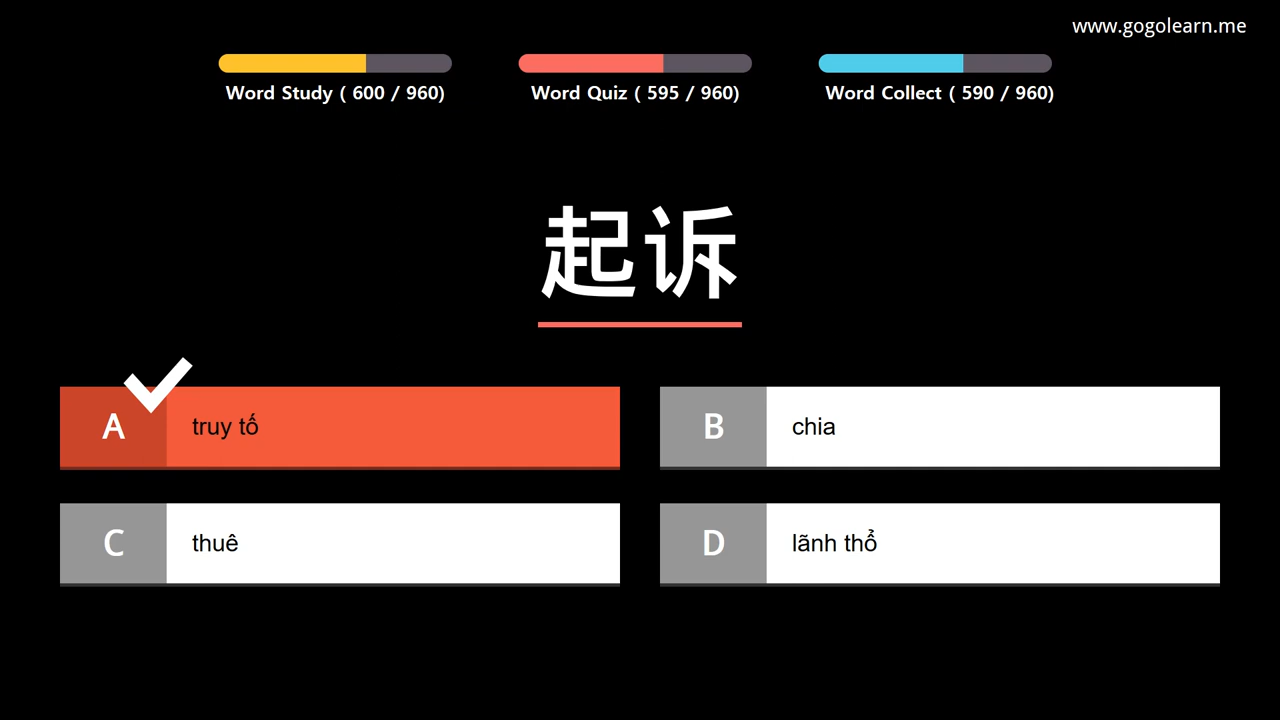 www.gogolearn.me
Word Study ( 600 / 960)
Word Quiz ( 595 / 960)
Word Collect ( 590 / 960)
起诉
A truy tố
B chia
C thuê
D lãnh thổ